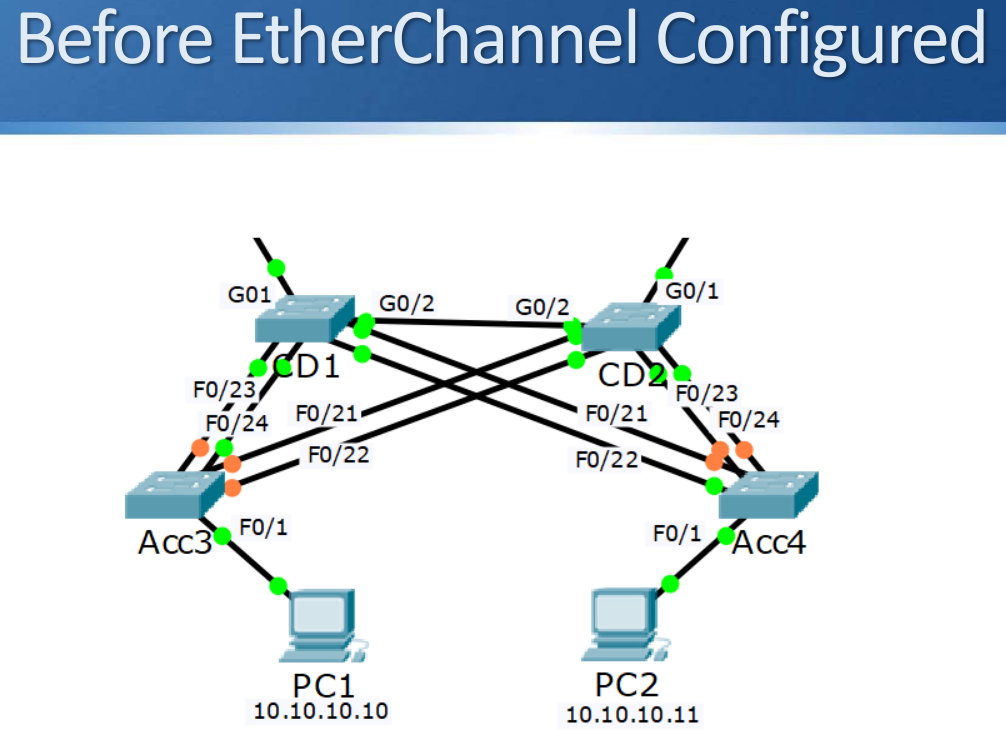 Before EtherChannel Configured
G01
G0/2
G0/2
G0/1
CD1
CD2
F0/23
F0/23
F0/24
F0/21
F0/21
F0/24
F0/22
F0/22
Acc3
F0/1
F0/1
Acc4
PC1
10.10.10.10
PC2
10.10.10.11